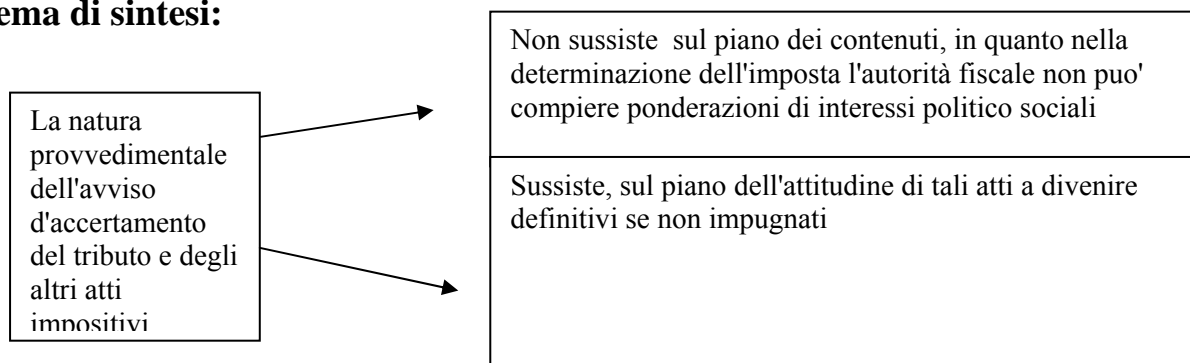 ema di sintesi:
Non sussiste sul piano dei contenuti, in quanto nella
determinazione dell'imposta l'autorità fiscale non puo'
compiere ponderazioni di interessi politico sociali
La natura
provvedimentale
dell'avviso
d'accertamento
del tributo e degli
altri atti
impositivi
Sussiste, sul piano dell'attitudine di tali atti a divenire
definitivi se non impugnati